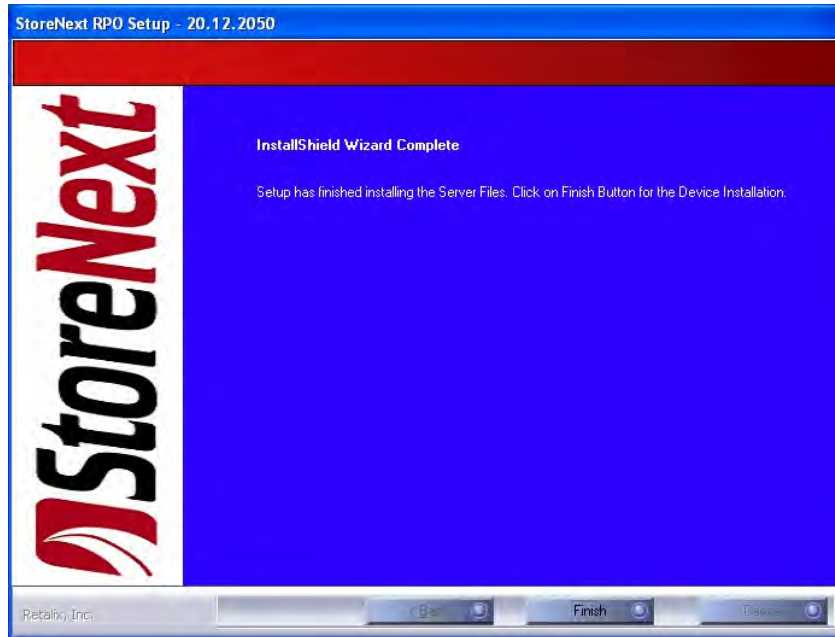 StoreNext RPO Setup - 20.12.2050
StoreNext
InstallShield Wizard Complete
Setup has finished installing the Server Files. Click on Finish Button for the Device Installation.
Retalix, Inc.
< Back
Finish